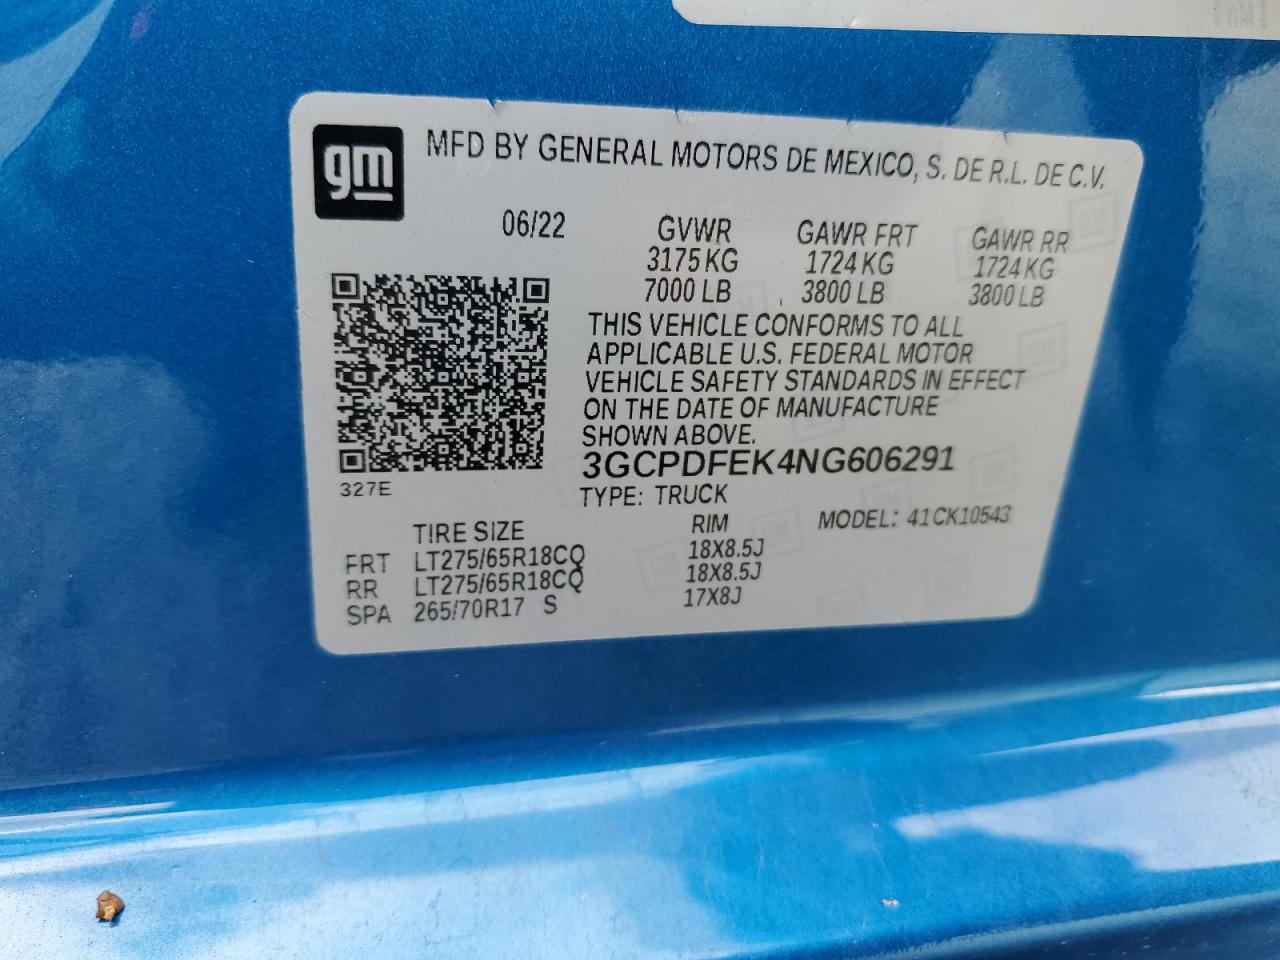 gm
MFD BY GENERAL MOTORS DE MEXICO, S. DE R.L. DE C.V.
06/22 GVWR GAWR FRT GAWR RR
3175 KG 1724 KG 1724 KG
7000 LB 3800 LB 3800 LB
THIS VEHICLE CONFORMS TO ALL
APPLICABLE U.S. FEDERAL MOTOR
VEHICLE SAFETY STANDARDS IN EFFECT
ON THE DATE OF MANUFACTURE
SHOWN ABOVE.
3GCPDFEK4NG606291
327E
TYPE: TRUCK
TIRE SIZE RIM MODEL: 41CK10543
FRT LT275/65R18CQ 18X8.5J
RR LT275/65R18CQ 18X8.5J
SPA 265/70R17 S 17X8J